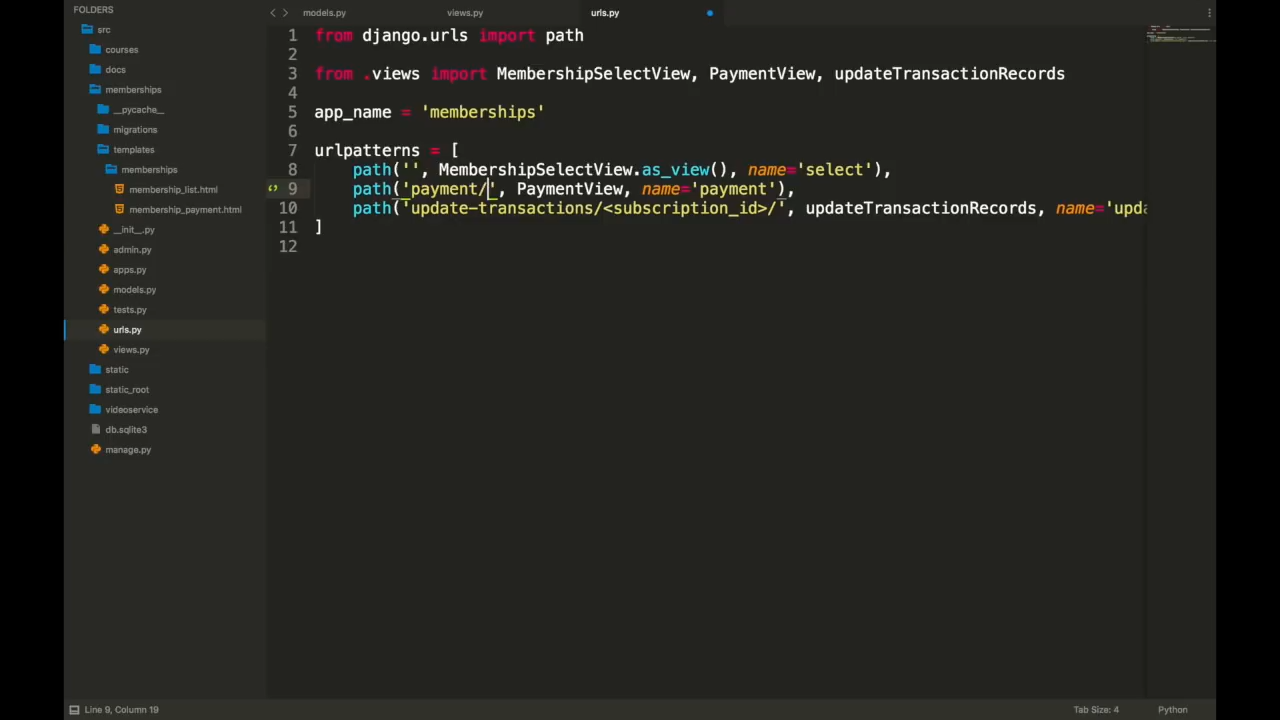 FOLDERS
src
courses
docs
memberships
__pycache__
migrations
templates
memberships
membership_list.html
membership_payment.html
__init__.py
admin.py
apps.py
models.py
tests.py
urls.py
views.py
static
static_root
videoservice
db.sqlite3
manage.py
models.py views.py urls.py
1 from django.urls import path
2
3 from .views import MembershipSelectView, PaymentView, updateTransactionRecords
4
5 app_name = 'memberships'
6
7 urlpatterns = [
8 path('', MembershipSelectView.as_view(), name='select'),
9 path('payment/', PaymentView, name='payment'),
10 path('update-transactions/<subscription_id>/', updateTransactionRecords, name='upda
11 ]
12
Line 9, Column 19 Tab Size: 4 Python